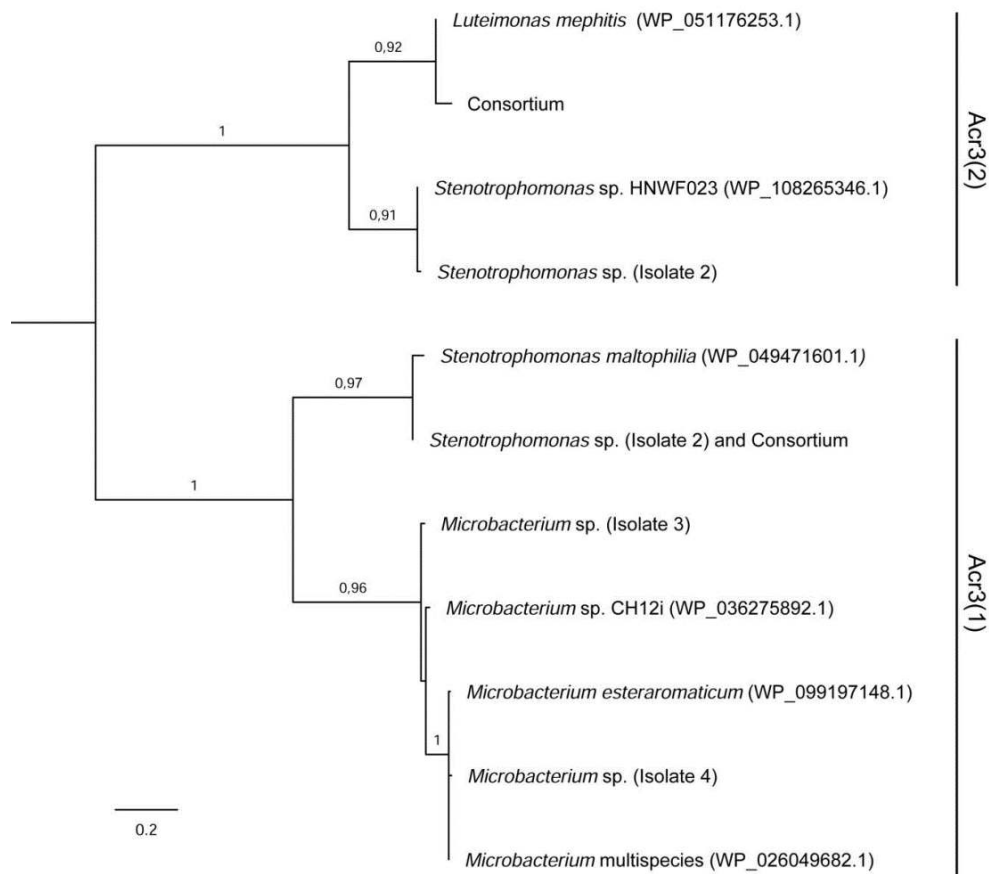 Luteimonas mephitis (WP_051176253.1)
0,92
Consortium
1
Stenotrophomonas sp. HNWF023 (WP_108265346.1)
0,91
Stenotrophomonas sp. (Isolate 2)
Acr3(2)
Stenotrophomonas maltophilia (WP_049471601.1)
0,97
Stenotrophomonas sp. (Isolate 2) and Consortium
1
Microbacterium sp. (Isolate 3)
0,96
Microbacterium sp. CH12i (WP_036275892.1)
Microbacterium esteraromaticum (WP_099197148.1)
1
Microbacterium sp. (Isolate 4)
Microbacterium multispecies (WP_026049682.1)
Acr3(1)
0.2